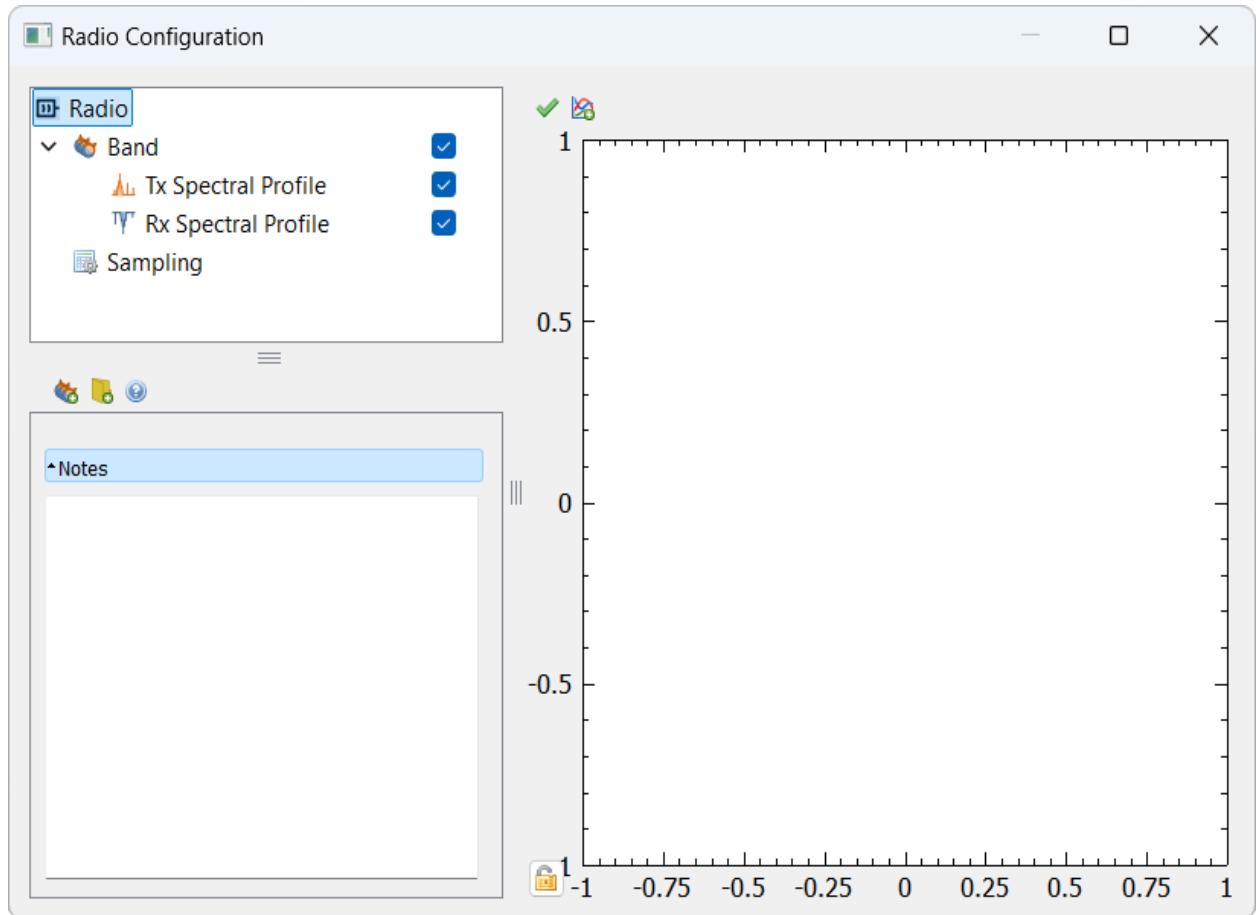 Radio Configuration
Radio
Band
Tx Spectral Profile
Rx Spectral Profile
Sampling
Notes
1
0.5
0
-0.5
1
-1 -0.75 -0.5 -0.25 0 0.25 0.5 0.75 1